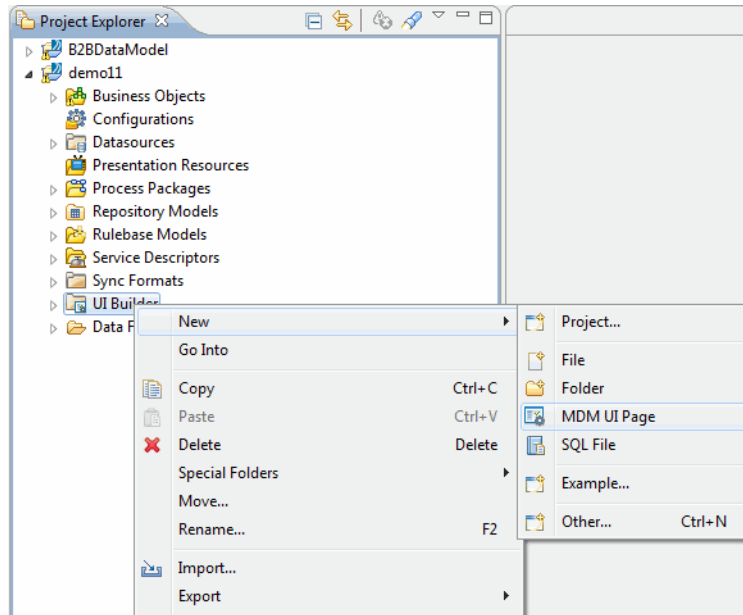 Project Explorer
B2BDataModel
demo11
Business Objects
Configurations
Datasources
Presentation Resources
Process Packages
Repository Models
Rulebase Models
Service Descriptors
Sync Formats
UI Builder
Data F
New
Go Into
Copy Ctrl+C
Paste Ctrl+V
Delete Delete
Special Folders
Move...
Rename... F2
Import...
Export
Project...
File
Folder
MDM UI Page
SQL File
Example...
Other... Ctrl+N